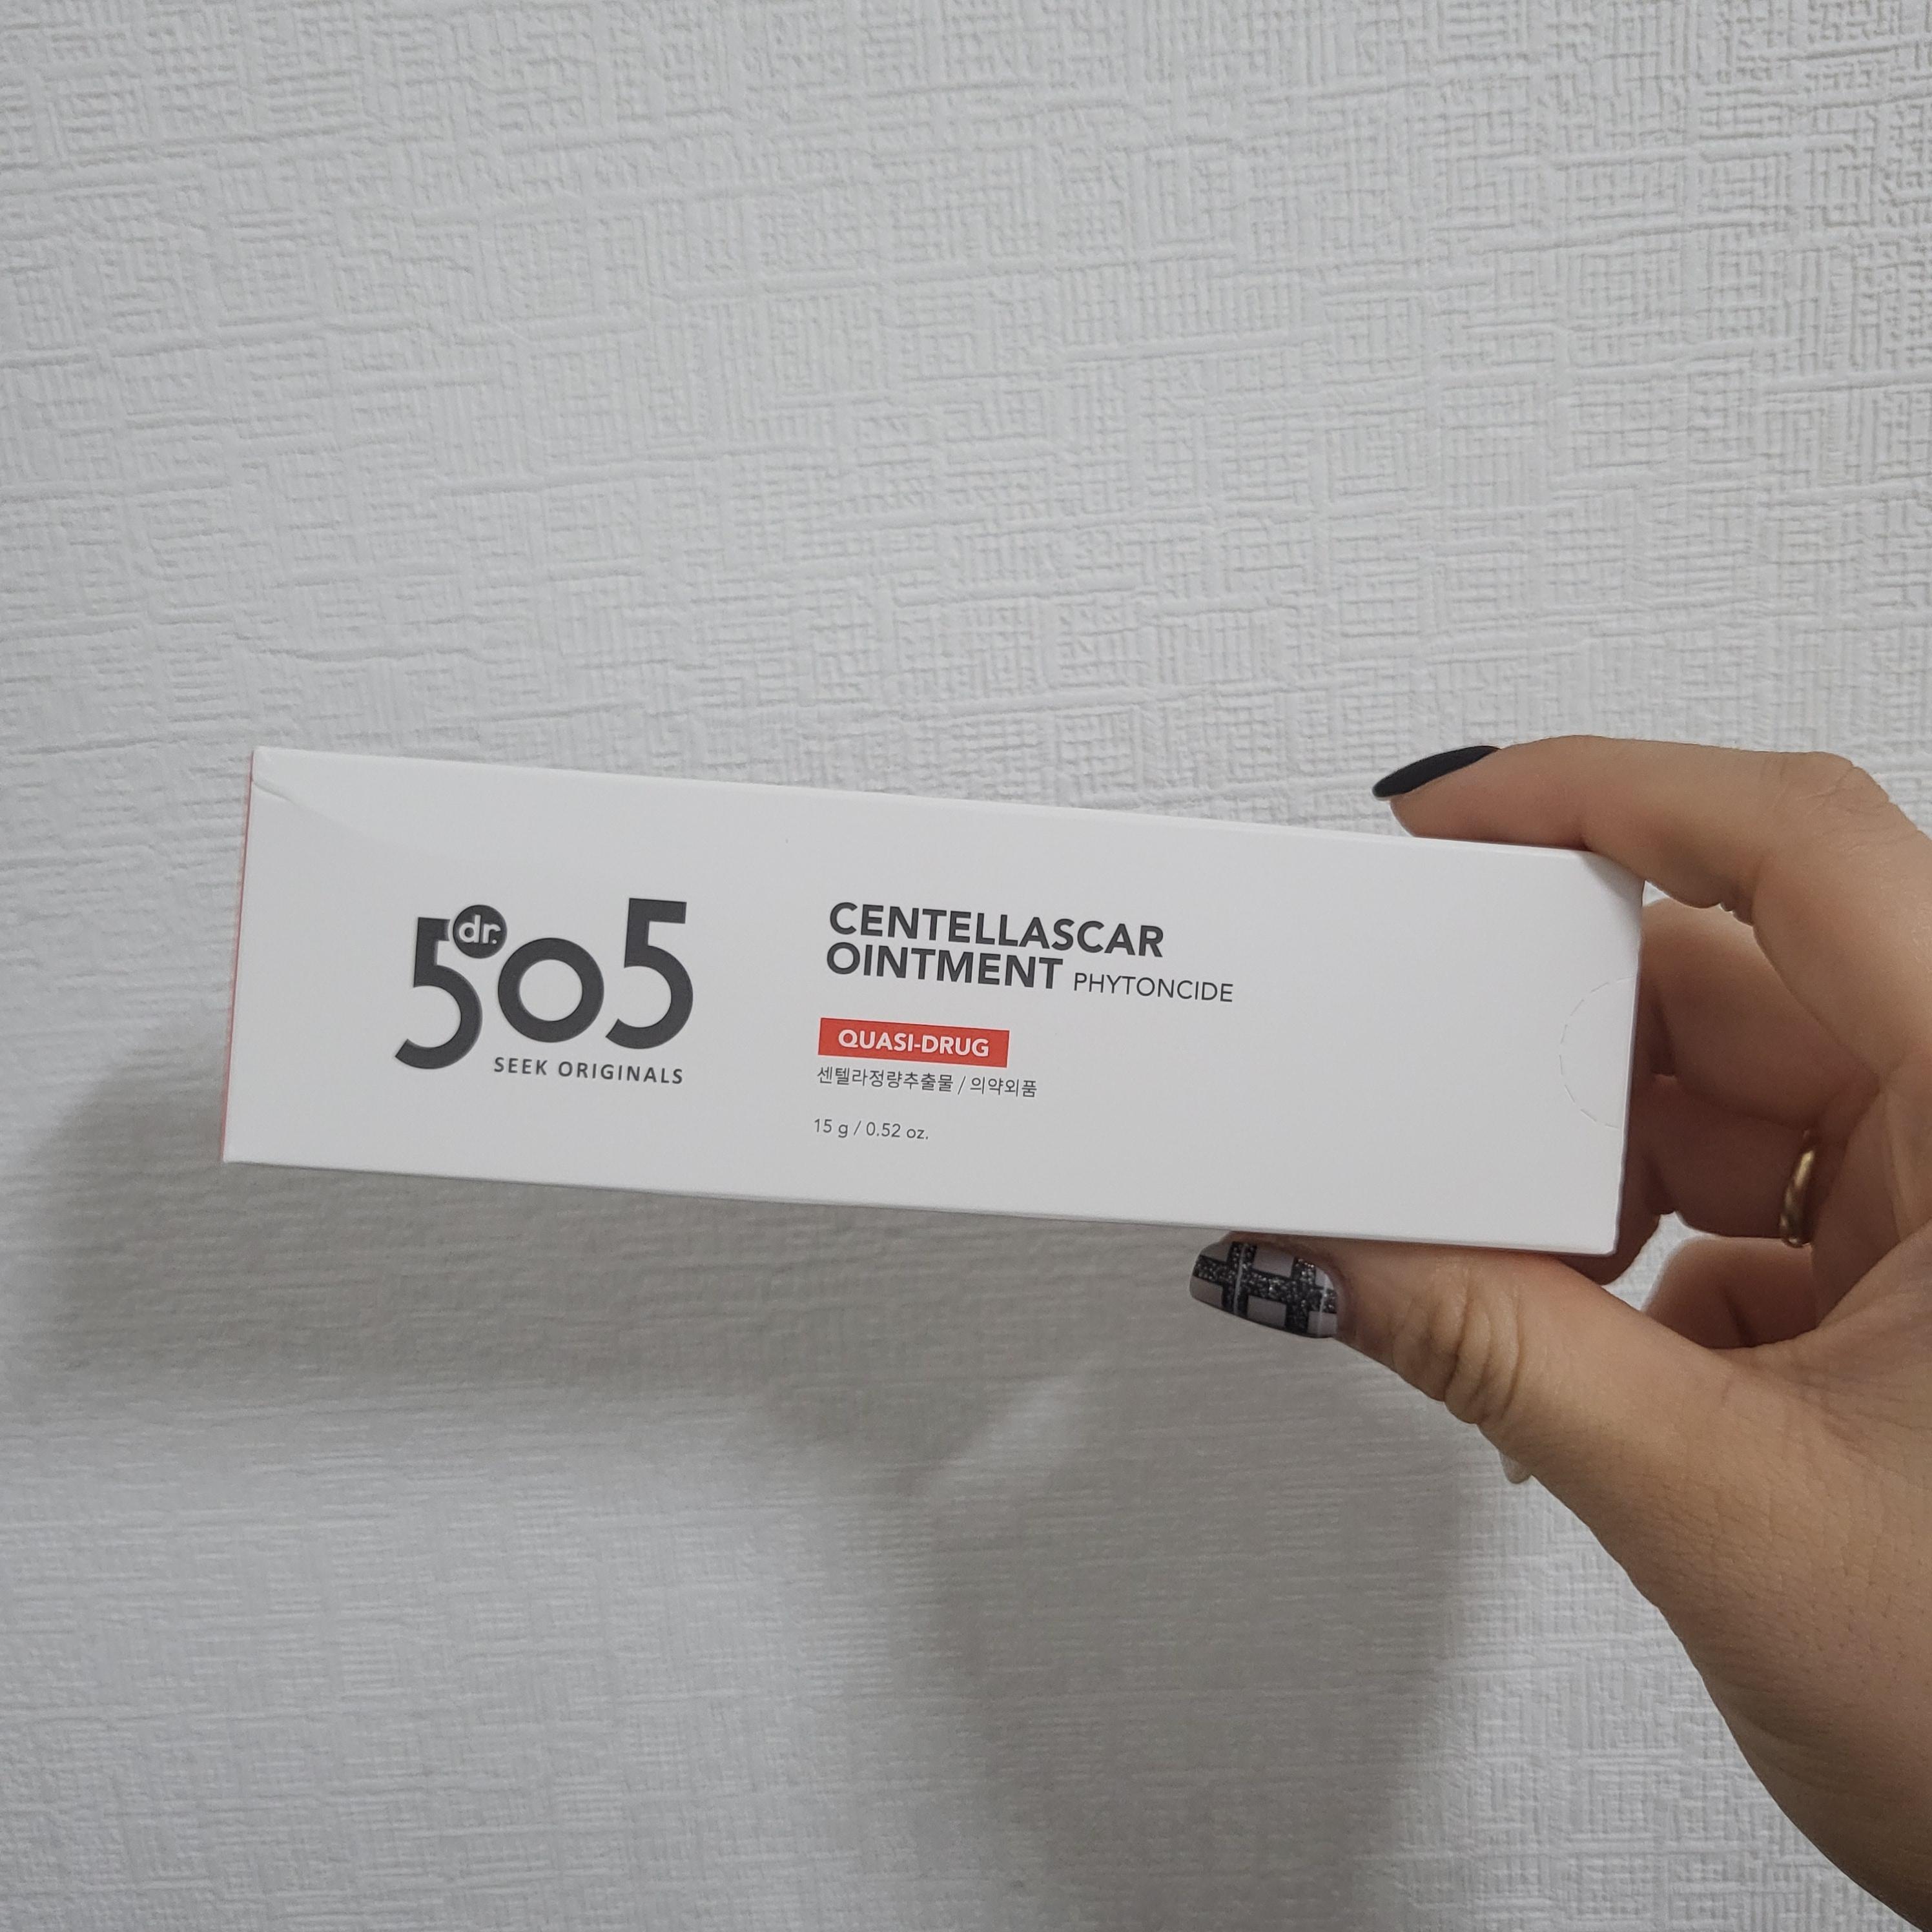 dr.
505
SEEK ORIGINALS
CENTELLASCAR
OINTMENT PHYTONCIDE
QUASI-DRUG
센텔라정량추출물 / 의약외품
15 g / 0.52 oz.